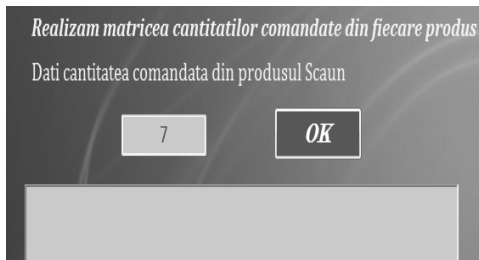 Realizam matricea cantitatilor comandate din fiecare produs
Dati cantitatea comandata din produsul Scaun
7
OK